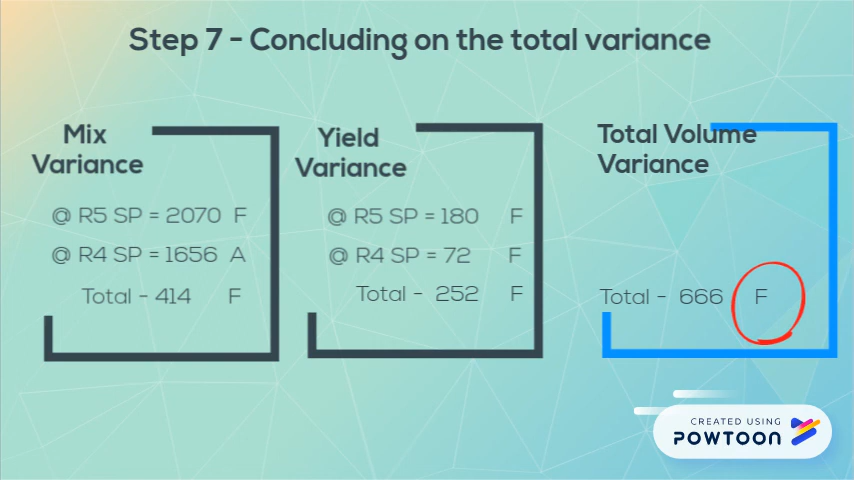 Step 7 - Concluding on the total variance
Mix
Variance
@ R5 SP = 2070 F
@ R4 SP = 1656 A
Total - 414 F
Yield
Variance
@ R5 SP = 180 F
@ R4 SP = 72 F
Total - 252 F
Total Volume
Variance
Total - 666 F
CREATED USING
POWTOON